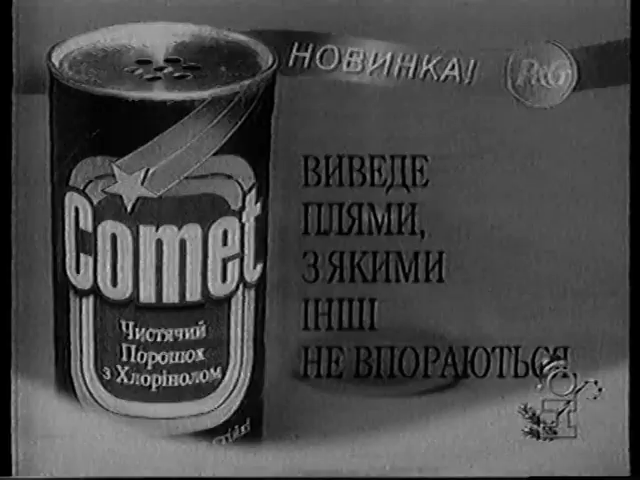 НОВИНКА!
P&G
ВИВЕДЕ
ПЛЯМИ,
З ЯКИМИ
ІНШІ
НЕ ВПОРАЮТЬСЯ
Comet
Чистячий
Порошок
з Хлорінолом